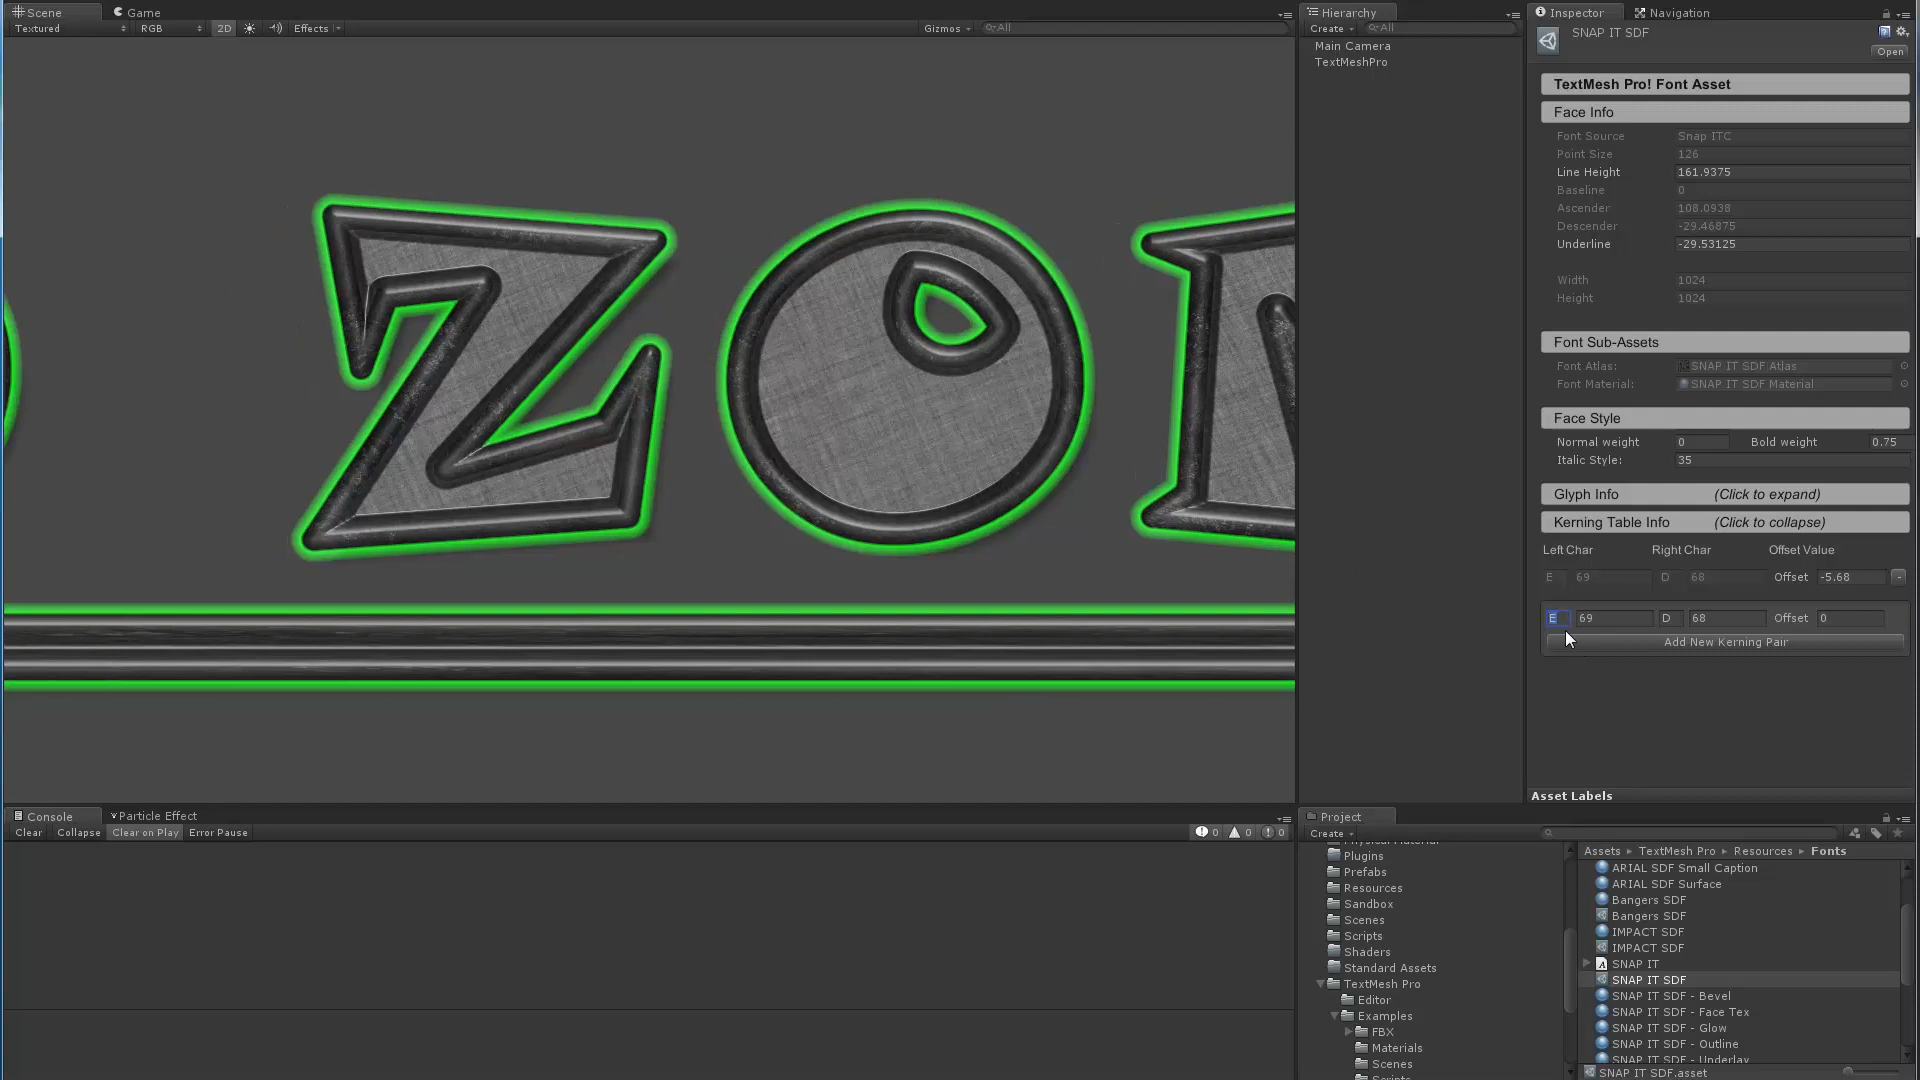 Scene
Game
Textured
RGB
2D
Effects
Gizmos
All
ZO
Console
Particle Effect
Clear
Collapse
Clear on Play
Error Pause
0
0
0
Hierarchy
Create
All
Main Camera
TextMeshPro
Inspector
Navigation
SNAP IT SDF
Open
TextMesh Pro! Font Asset
Face Info
Font Source Snap ITC
Point Size 126
Line Height 161.9375
Baseline 0
Ascender 108.0938
Descender -29.46875
Underline -29.53125
Width 1024
Height 1024
Font Sub-Assets
Font Atlas: SNAP IT SDF Atlas
Font Material: SNAP IT SDF Material
Face Style
Normal weight 0 Bold weight 0.75
Italic Style: 35
Glyph Info (Click to expand)
Kerning Table Info (Click to collapse)
Left Char Right Char Offset Value
E 69 D 68 Offset -5.68 -
E 69 D 68 Offset 0
Add New Kerning Pair
Asset Labels
Project
Create
Physical Material
Plugins
Prefabs
Resources
Sandbox
Scenes
Scripts
Shaders
Standard Assets
TextMesh Pro
Editor
Examples
FBX
Materials
Scenes
Scripts
Assets ▸ TextMesh Pro ▸ Resources ▸ Fonts
ARIAL SDF Small Caption
ARIAL SDF Surface
Bangers SDF
Bangers SDF
IMPACT SDF
IMPACT SDF
SNAP IT
SNAP IT SDF
SNAP IT SDF - Bevel
SNAP IT SDF - Face Tex
SNAP IT SDF - Glow
SNAP IT SDF - Outline
SNAP IT SDF - Underlay
SNAP IT SDF.asset